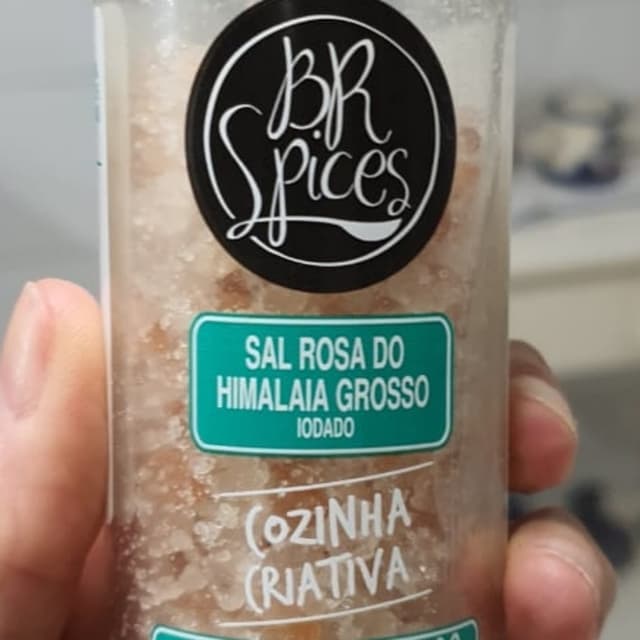 BR
Spices
SAL ROSA DO
HIMALAIA GROSSO
IODADO
COZINHA
CRIATIVA